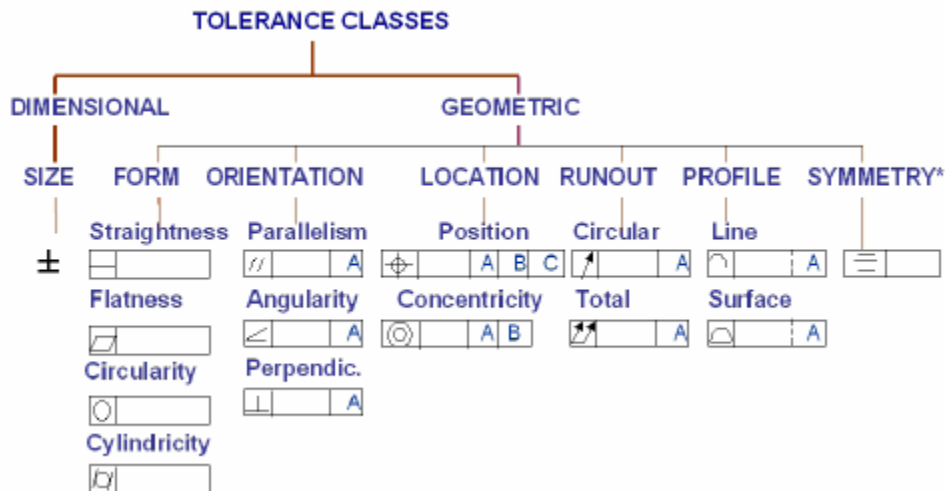 TOLERANCE CLASSES
DIMENSIONAL GEOMETRIC
SIZE FORM ORIENTATION LOCATION RUNOUT PROFILE SYMMETRY*
Straightness Parallelism Position Circular Line
± A A B C A A
Flatness Angularity Concentricity Total Surface
A A B A A
Circularity Perpendic.
A
Cylindricity